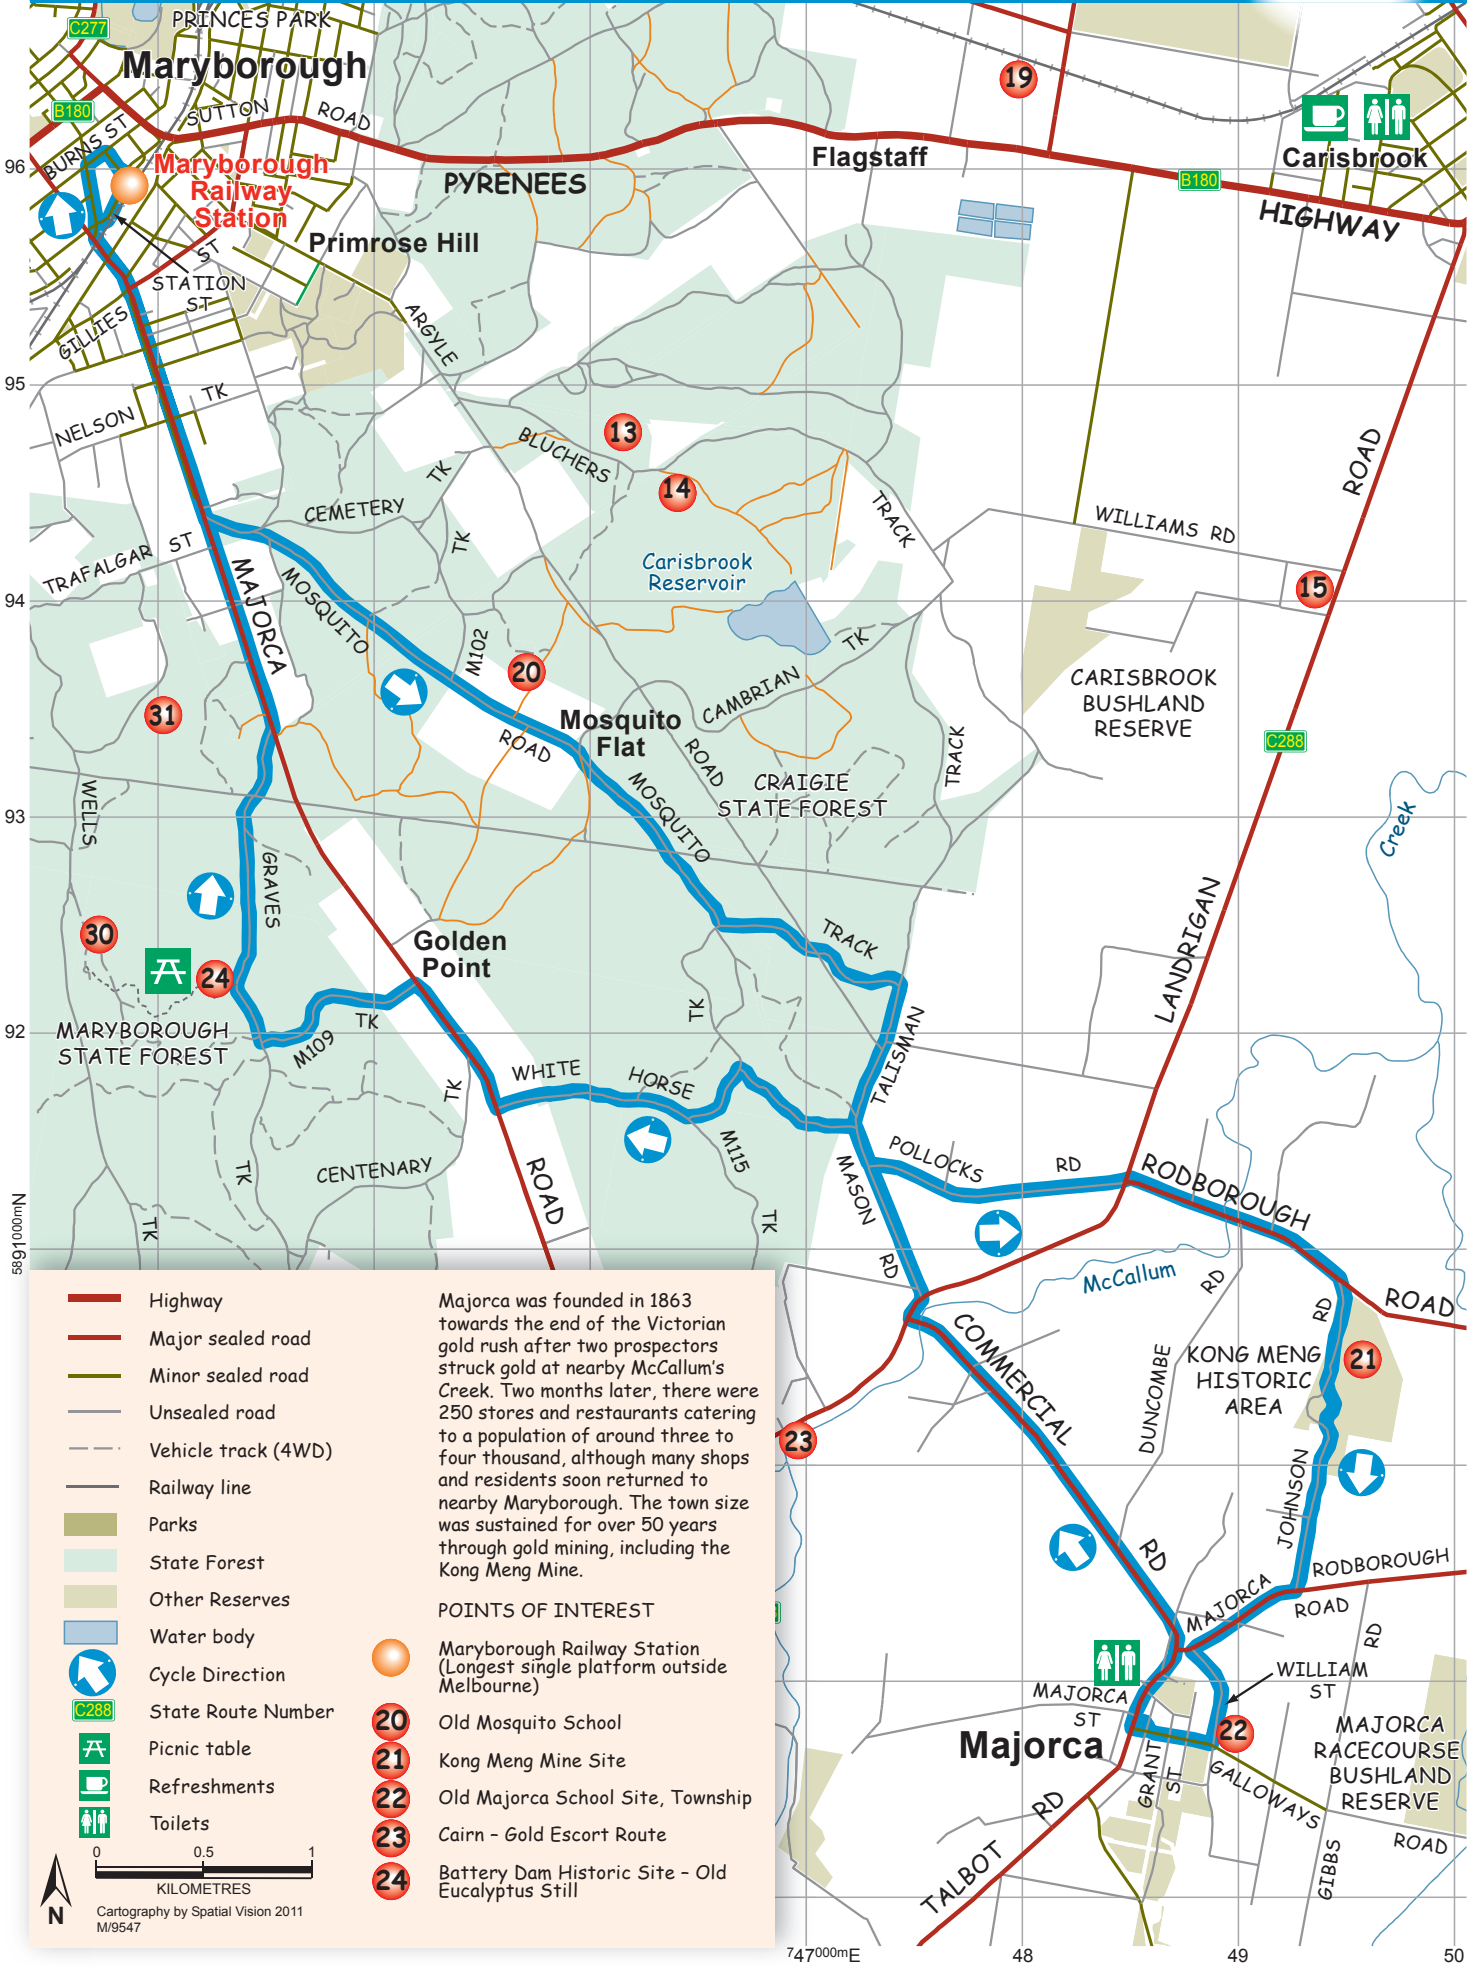 PRINCES PARK
C277
Maryborough
B180
SUTTON
ROAD
BURNS ST
96
Maryborough
Railway
Station
PYRENEES
Flagstaff
19
Carisbrook
B180
HIGHWAY
ST
Primrose Hill
STATION
ST
GILLIES
ARGYLE
95
NELSON
TK
13
BLUCHERS
TK
14
CEMETERY
TK
TRACK
ROAD
WILLIAMS RD
TRAFALGAR ST
Carisbrook
Reservoir
15
94
MAJORCA
MOSQUITO
M102
20
TK
CAMBRIAN
CARISBROOK
BUSHLAND
RESERVE
31
Mosquito
Flat
ROAD
ROAD
TRACK
C288
WELLS
MOSQUITO
CRAIGIE
STATE FOREST
93
Creek
GRAVES
LANDRIGAN
30
24
Golden
Point
TRACK
TK
TK
92
MARYBOROUGH
STATE FOREST
M109
TALISMAN
TK
WHITE
HORSE
M115
POLLOCKS
RD
RODBOROUGH
TK
CENTENARY
ROAD
MASON
TK
TK
RD
5891000mN
McCallum
RD
RD
ROAD
COMMERCIAL
DUNCOMBE
KONG MENG
HISTORIC
AREA
21
23
JOHNSON
RD
RODBOROUGH
MAJORCA
ROAD
RD
WILLIAM
ST
MAJORCA
ST
Majorca
22
MAJORCA
RACECOURSE
BUSHLAND
RESERVE
GRANT
ST
GALLOWAYS
ROAD
RD
TALBOT
GIBBS
747000mE
48
49
50
Highway
Major sealed road
Minor sealed road
Unsealed road
Vehicle track (4WD)
Railway line
Parks
State Forest
Other Reserves
Water body
Cycle Direction
C288
State Route Number
Picnic table
Refreshments
Toilets
0
0.5
1
KILOMETRES
N
Cartography by Spatial Vision 2011
M/9547
Majorca was founded in 1863
towards the end of the Victorian
gold rush after two prospectors
struck gold at nearby McCallum's
Creek. Two months later, there were
250 stores and restaurants catering
to a population of around three to
four thousand, although many shops
and residents soon returned to
nearby Maryborough. The town size
was sustained for over 50 years
through gold mining, including the
Kong Meng Mine.
POINTS OF INTEREST
Maryborough Railway Station
(Longest single platform outside
Melbourne)
20
Old Mosquito School
21
Kong Meng Mine Site
22
Old Majorca School Site, Township
23
Cairn – Gold Escort Route
24
Battery Dam Historic Site – Old
Eucalyptus Still